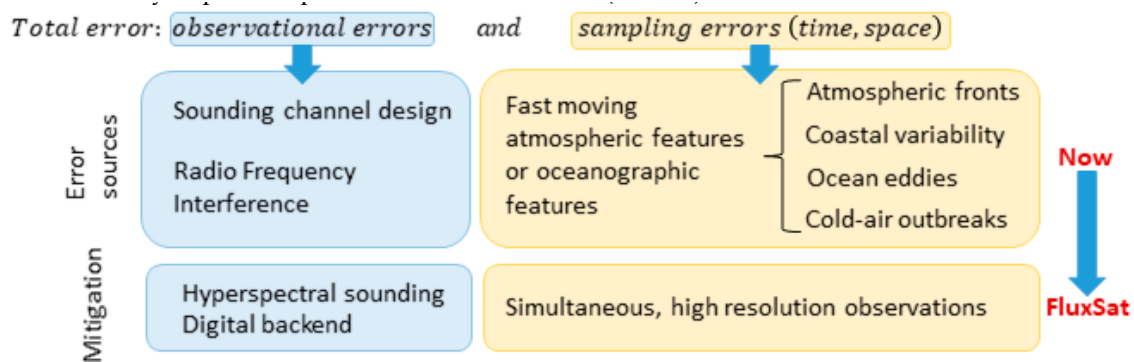 Total error: observational errors and sampling errors (time, space)
Error
sources
Sounding channel design
Radio Frequency
Interference
Fast moving
atmospheric features
or oceanographic
features
Atmospheric fronts
Coastal variability
Ocean eddies
Cold-air outbreaks
Now
Mitigation
Hyperspectral sounding
Digital backend
Simultaneous, high resolution observations
FluxSat